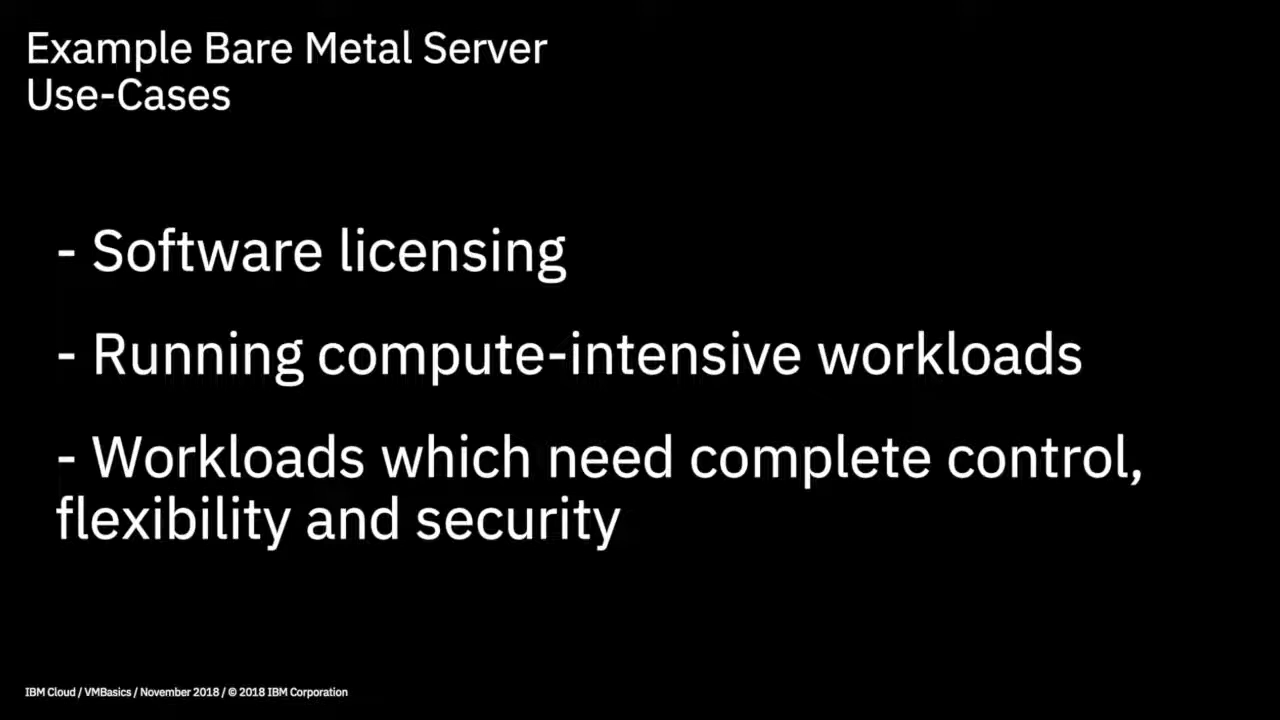 Example Bare Metal Server
Use-Cases
- Software licensing
- Running compute-intensive workloads
- Workloads which need complete control,
flexibility and security
IBM Cloud / VMBasics / November 2018 / © 2018 IBM Corporation